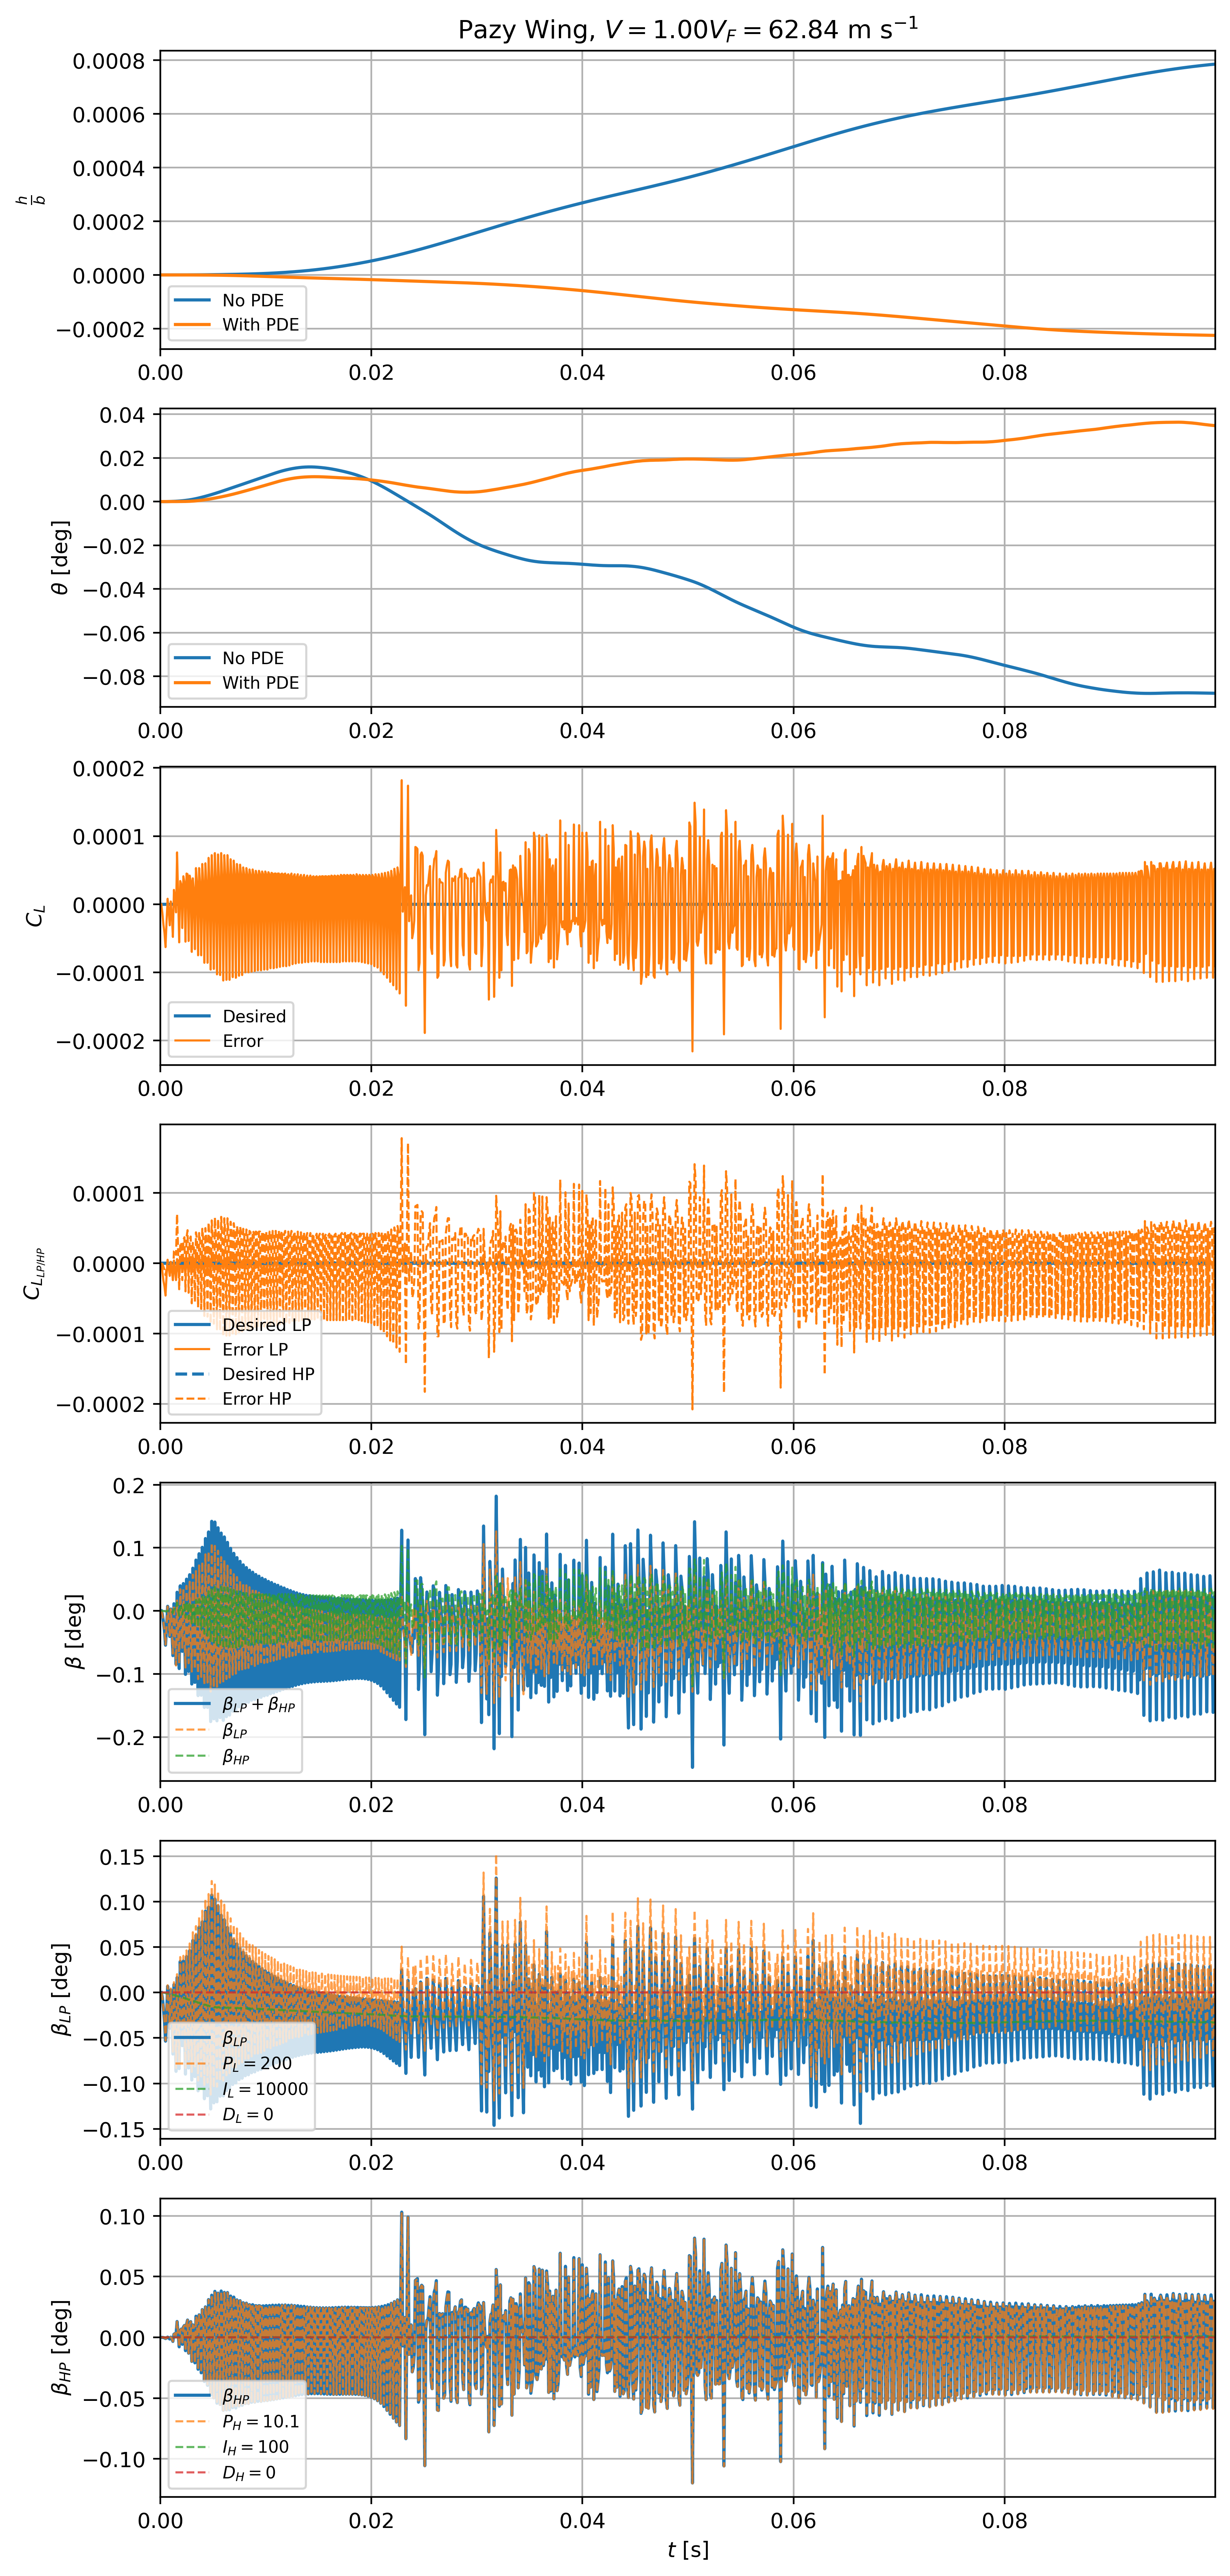 Pazy Wing, V = 1.00V_F = 62.84 m s⁻¹
0.0008
0.0006
0.0004
0.0002
0.0000
−0.0002
h/b
No PDE
With PDE
0.00 0.02 0.04 0.06 0.08
0.04
0.02
0.00
−0.02
−0.04
−0.06
−0.08
θ [deg]
No PDE
With PDE
0.00 0.02 0.04 0.06 0.08
0.0002
0.0001
0.0000
−0.0001
−0.0002
C_L
Desired
Error
0.00 0.02 0.04 0.06 0.08
0.0001
0.0000
−0.0001
−0.0002
C_{L_{LP/HP}}
Desired LP
Error LP
Desired HP
Error HP
0.00 0.02 0.04 0.06 0.08
0.2
0.1
0.0
−0.1
−0.2
β [deg]
β_LP + β_HP
β_LP
β_HP
0.00 0.02 0.04 0.06 0.08
0.15
0.10
0.05
0.00
−0.05
−0.10
−0.15
β_LP [deg]
β_LP
P_L = 200
I_L = 10000
D_L = 0
0.00 0.02 0.04 0.06 0.08
0.10
0.05
0.00
−0.05
−0.10
β_HP [deg]
β_HP
P_H = 10.1
I_H = 100
D_H = 0
0.00 0.02 0.04 0.06 0.08
t [s]